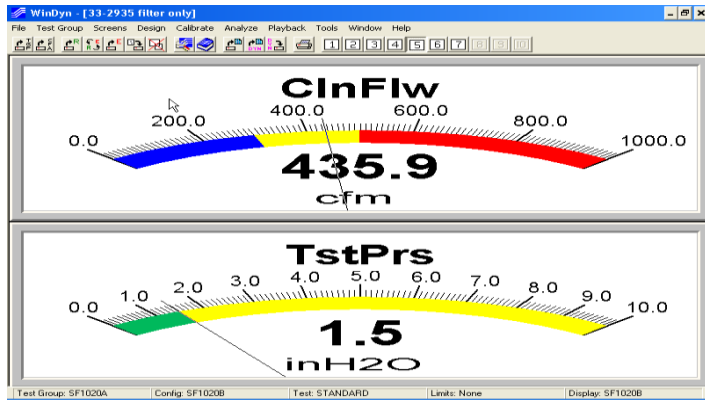 WinDyn - [33-2935 filter only]
File Test Group Screens Design Calibrate Analyze Playback Tools Window Help
1 2 3 4 5 6 7 8 9 10
ClnFlw
0.0 200.0 400.0 600.0 800.0 1000.0
435.9
cfm
TstPrs
0.0 1.0 2.0 3.0 4.0 5.0 6.0 7.0 8.0 9.0 10.0
1.5
inH2O
Test Group: SF1020A Config: SF1020B Test: STANDARD Limits: None Display: SF1020B